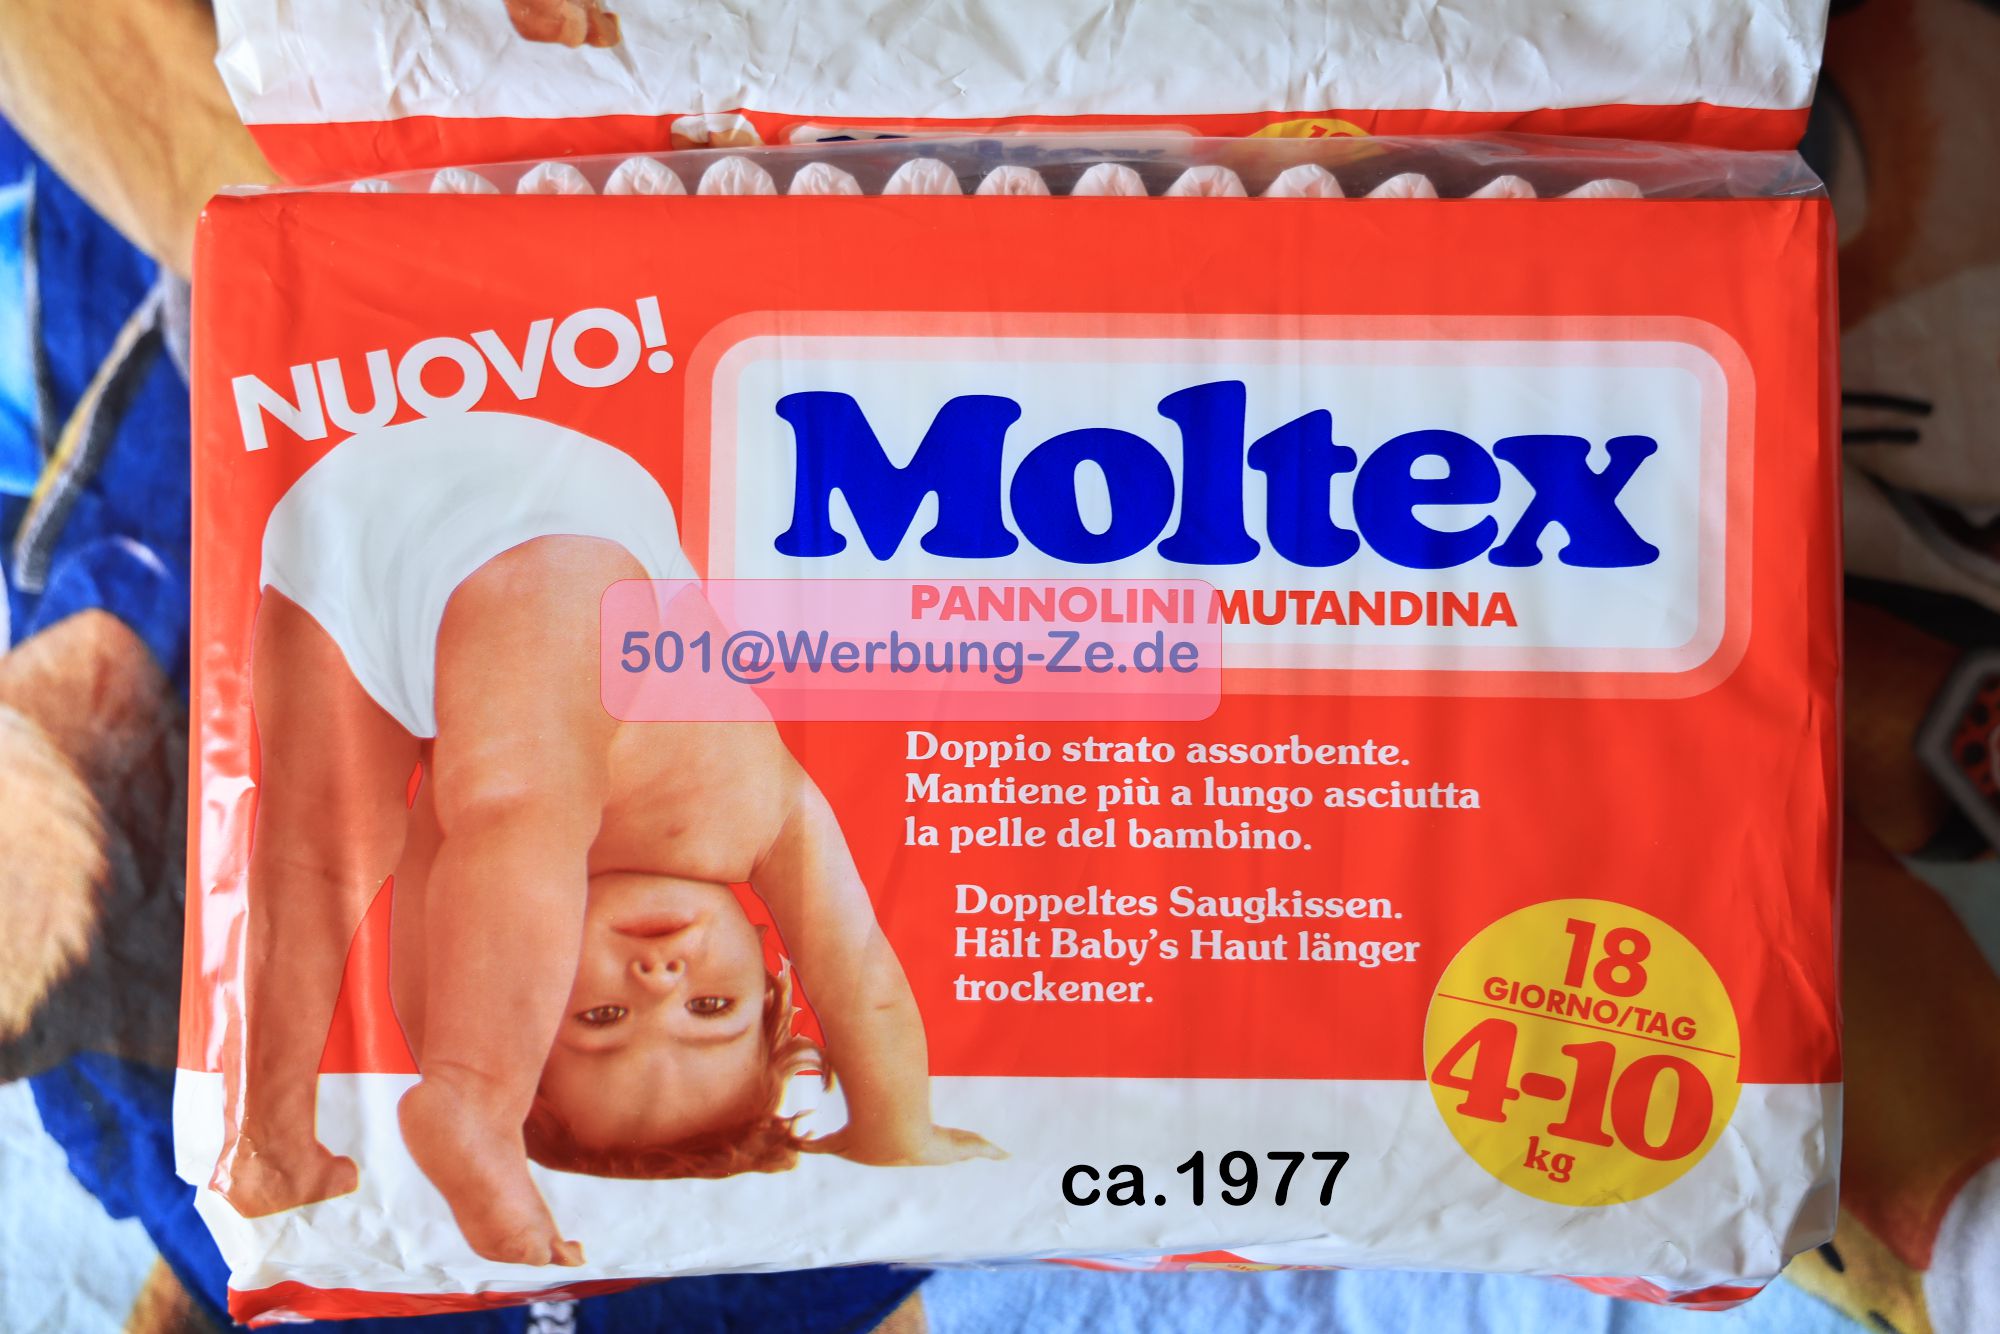 NUOVO!
Moltex
PANNOLINI MUTANDINA
501@Werbung-Ze.de
Doppio strato assorbente.
Mantiene più a lungo asciutta
la pelle del bambino.
Doppeltes Saugkissen.
Hält Baby's Haut länger
trockener.
18
GIORNO/TAG
4-10
kg
ca.1977